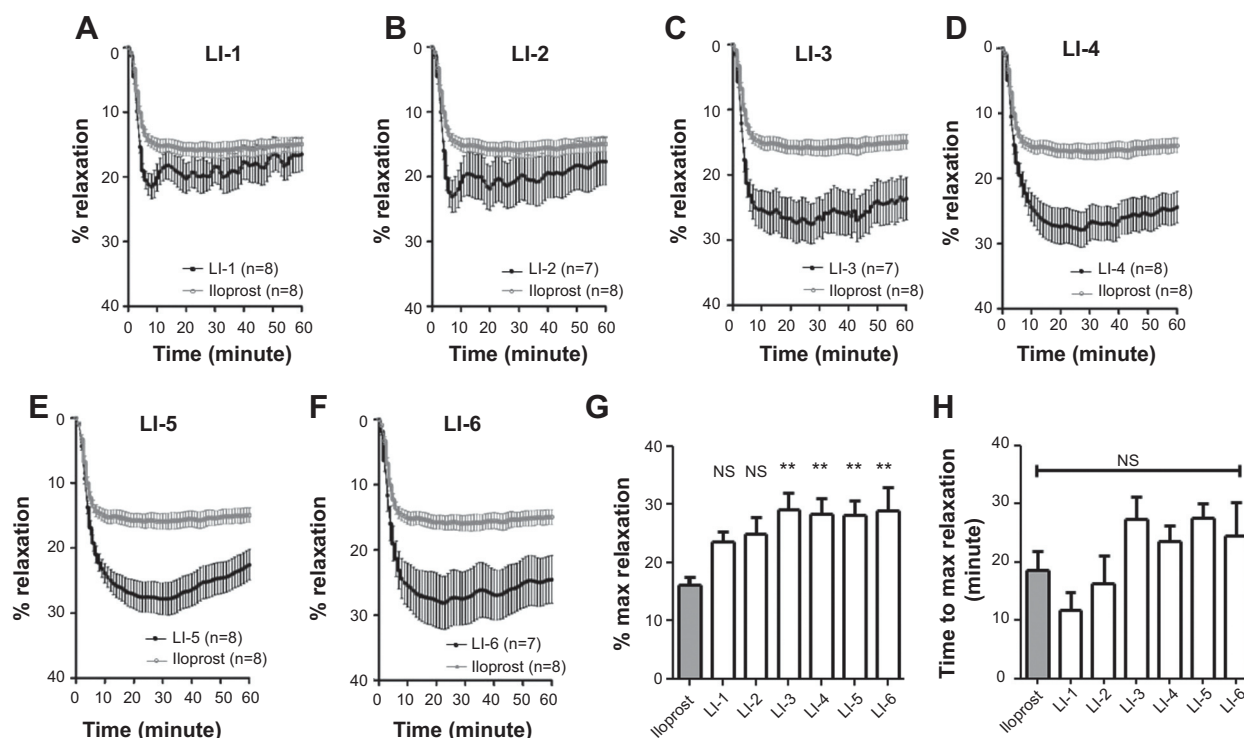 A
LI-1
0
10
20
30
40
% relaxation
LI-1 (n=8)
Iloprost (n=8)
0 10 20 30 40 50 60
Time (minute)
B
LI-2
0
10
20
30
40
% relaxation
LI-2 (n=7)
Iloprost (n=8)
0 10 20 30 40 50 60
Time (minute)
C
LI-3
0
10
20
30
40
% relaxation
LI-3 (n=7)
Iloprost (n=8)
0 10 20 30 40 50 60
Time (minute)
D
LI-4
0
10
20
30
40
% relaxation
LI-4 (n=8)
Iloprost (n=8)
0 10 20 30 40 50 60
Time (minute)
E
LI-5
0
10
20
30
40
% relaxation
LI-5 (n=8)
Iloprost (n=8)
0 10 20 30 40 50 60
Time (minute)
F
LI-6
0
10
20
30
40
% relaxation
LI-6 (n=7)
Iloprost (n=8)
0 10 20 30 40 50 60
Time (minute)
G
40
30
20
10
0
% max relaxation
NS NS ** ** ** **
Iloprost LI-1 LI-2 LI-3 LI-4 LI-5 LI-6
H
40
30
20
10
0
Time to max relaxation
(minute)
NS
Iloprost LI-1 LI-2 LI-3 LI-4 LI-5 LI-6